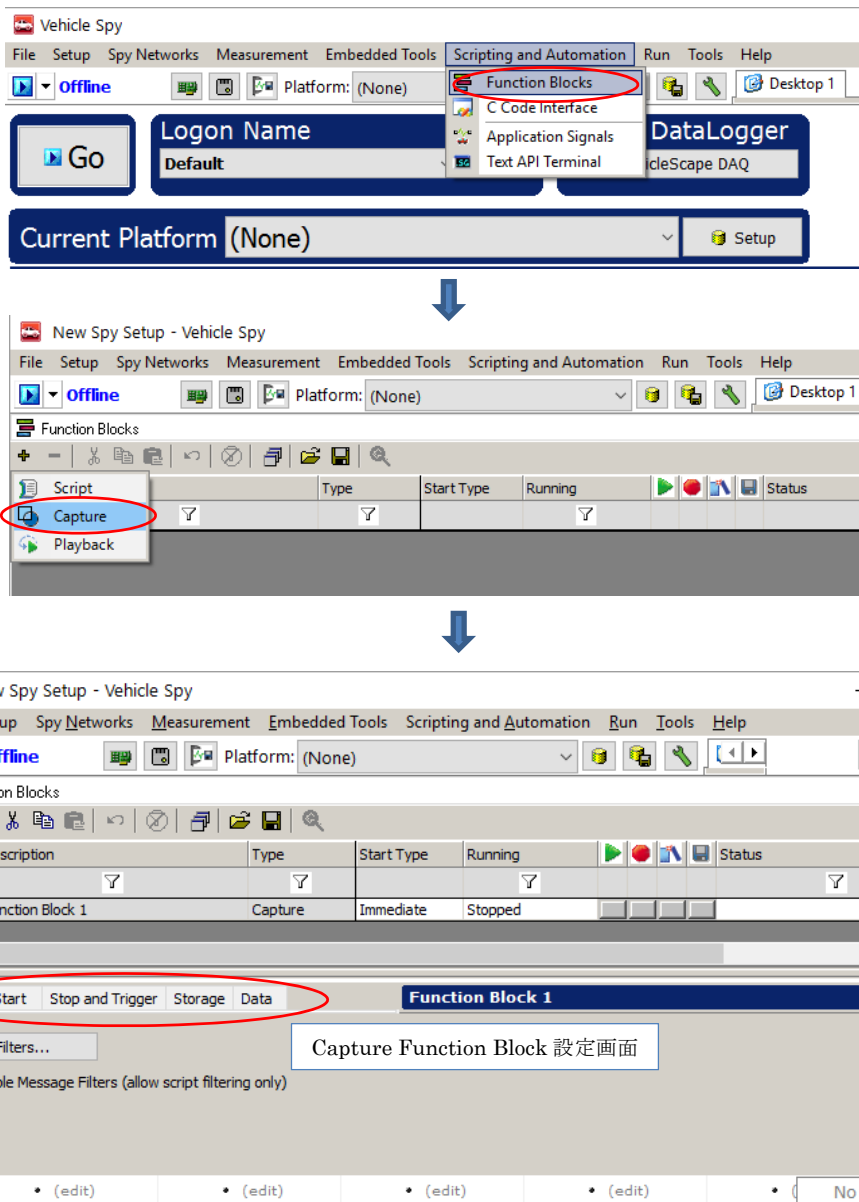 Vehicle Spy
File Setup Spy Networks Measurement Embedded Tools Scripting and Automation Run Tools Help
Offline Platform: (None) Desktop 1
Function Blocks
C Code Interface
Application Signals
Text API Terminal
Go
Logon Name
Default
DataLogger
icleScape DAQ
Current Platform (None) Setup
New Spy Setup - Vehicle Spy
File Setup Spy Networks Measurement Embedded Tools Scripting and Automation Run Tools Help
Offline Platform: (None) Desktop 1
Function Blocks
Script
Capture
Playback
Type Start Type Running Status
w Spy Setup - Vehicle Spy
up Spy Networks Measurement Embedded Tools Scripting and Automation Run Tools Help
ffline Platform: (None)
on Blocks
scription Type Start Type Running Status
nction Block 1 Capture Immediate Stopped
Start Stop and Trigger Storage Data Function Block 1
Filters...
Capture Function Block 設定画面
ble Message Filters (allow script filtering only)
• (edit) • (edit) • (edit) • (edit) • ( No